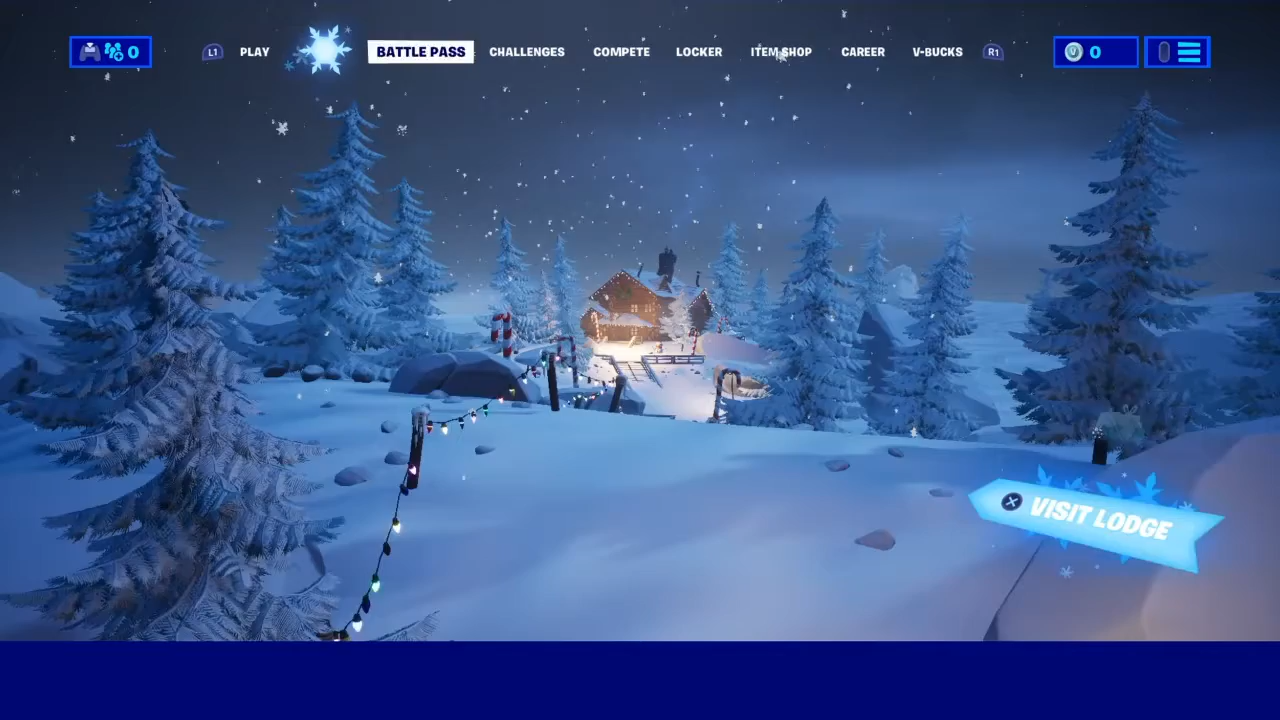 0
L1
PLAY
BATTLE PASS
CHALLENGES
COMPETE
LOCKER
ITEM SHOP
CAREER
V-BUCKS
R1
0
VISIT LODGE